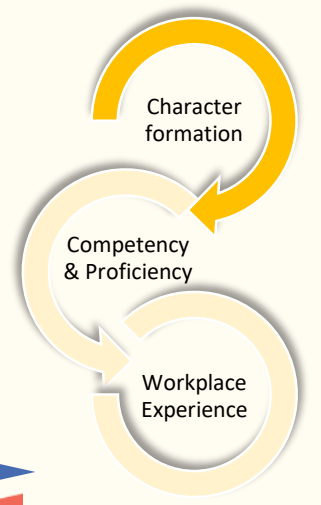 Character
formation
Competency
& Proficiency
Workplace
Experience